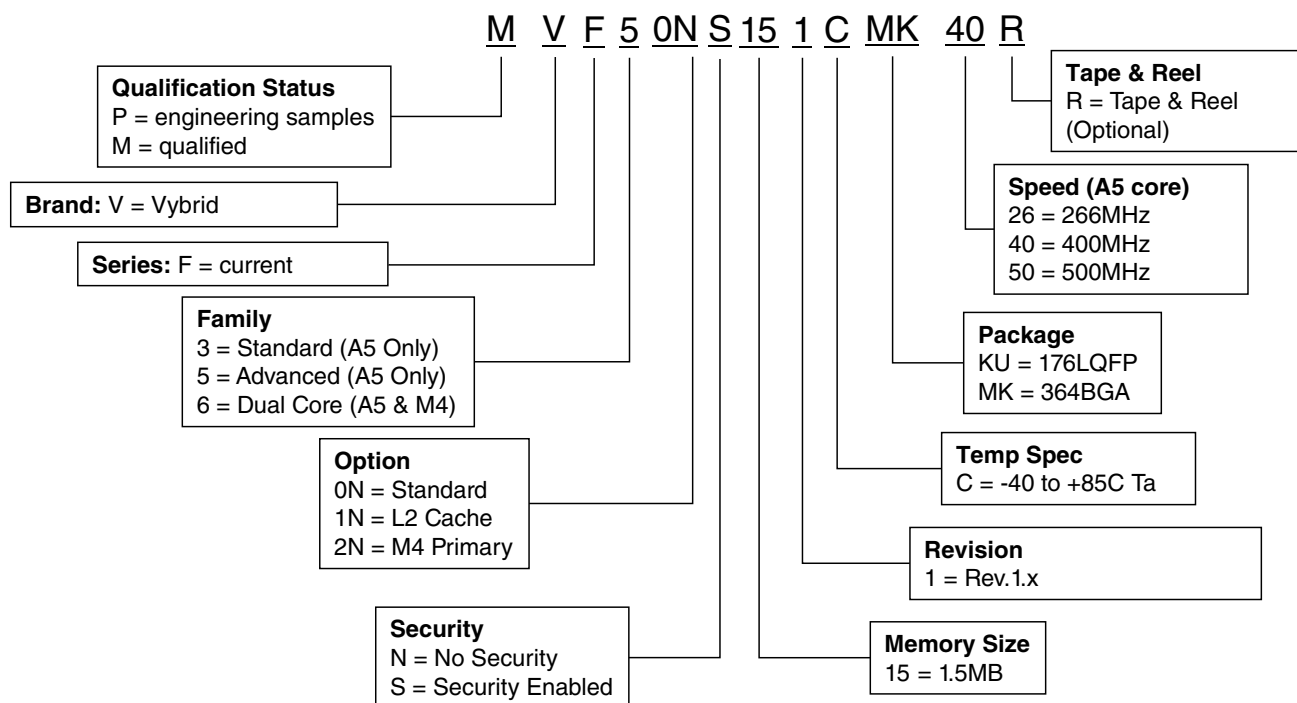 M V F 5 0N S 15 1 C MK 40 R
Qualification Status
P = engineering samples
M = qualified
Brand: V = Vybrid
Series: F = current
Family
3 = Standard (A5 Only)
5 = Advanced (A5 Only)
6 = Dual Core (A5 & M4)
Option
0N = Standard
1N = L2 Cache
2N = M4 Primary
Security
N = No Security
S = Security Enabled
Tape & Reel
R = Tape & Reel
(Optional)
Speed (A5 core)
26 = 266MHz
40 = 400MHz
50 = 500MHz
Package
KU = 176LQFP
MK = 364BGA
Temp Spec
C = -40 to +85C Ta
Revision
1 = Rev.1.x
Memory Size
15 = 1.5MB